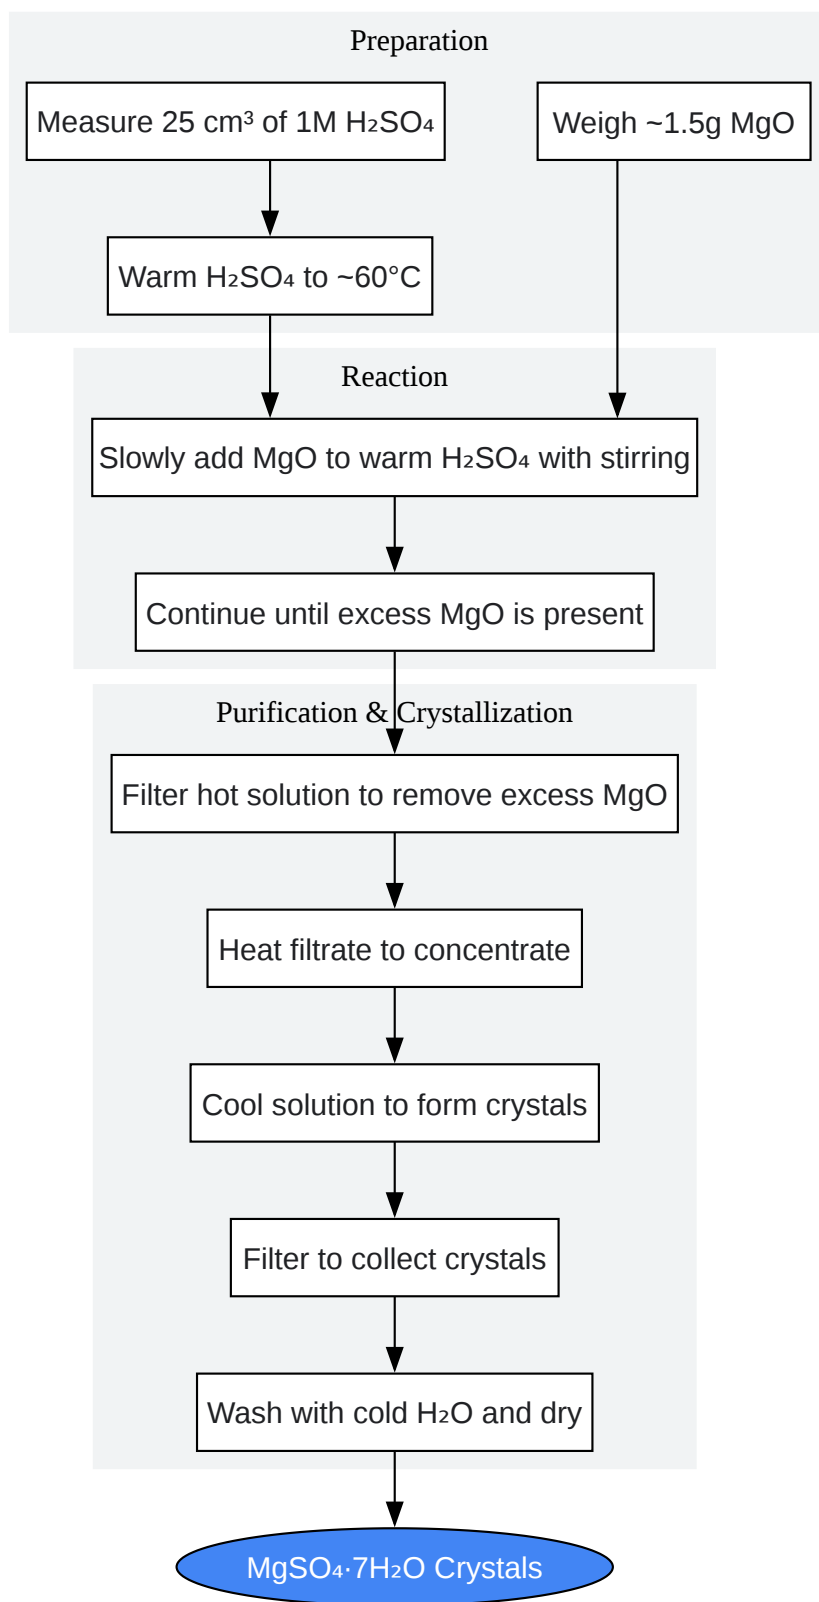 Preparation
Measure 25 cm³ of 1M H₂SO₄
Weigh ~1.5g MgO
Warm H₂SO₄ to ~60°C
Reaction
Slowly add MgO to warm H₂SO₄ with stirring
Continue until excess MgO is present
Purification & Crystallization
Filter hot solution to remove excess MgO
Heat filtrate to concentrate
Cool solution to form crystals
Filter to collect crystals
Wash with cold H₂O and dry
MgSO₄·7H₂O Crystals